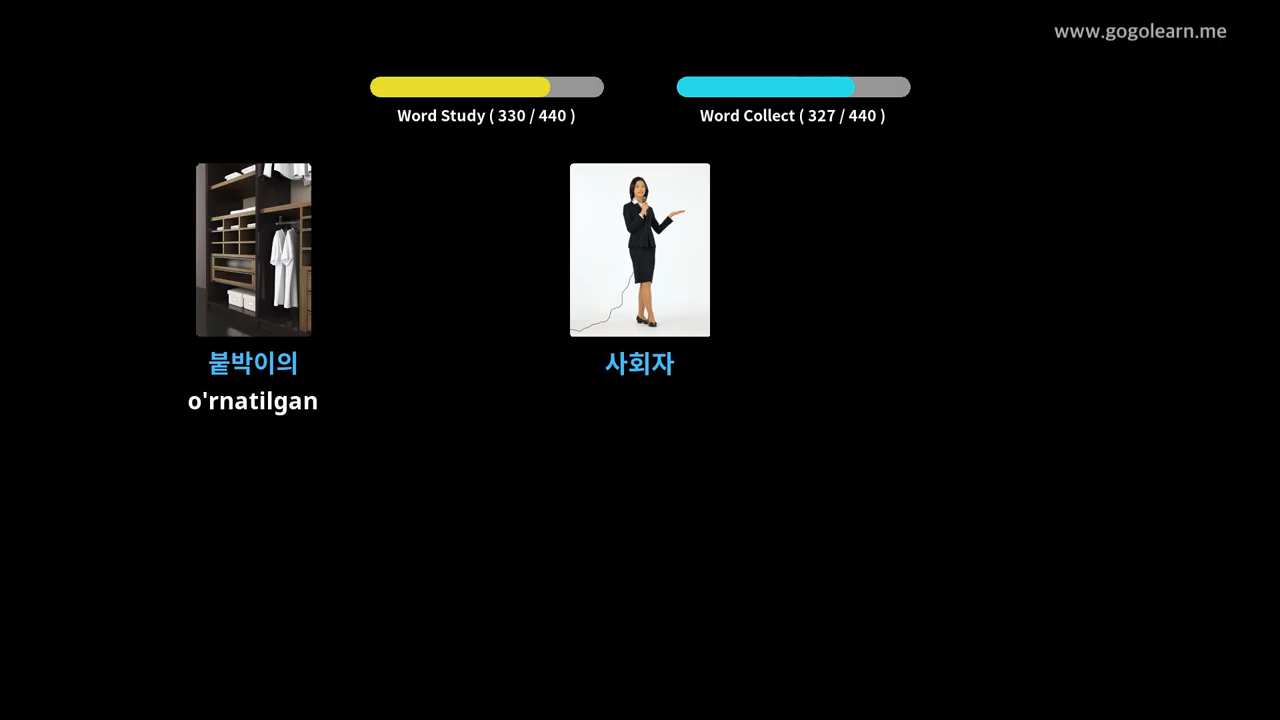 www.gogolearn.me
Word Study ( 330 / 440 )
Word Collect ( 327 / 440 )
붙박이의
사회자
o'rnatilgan